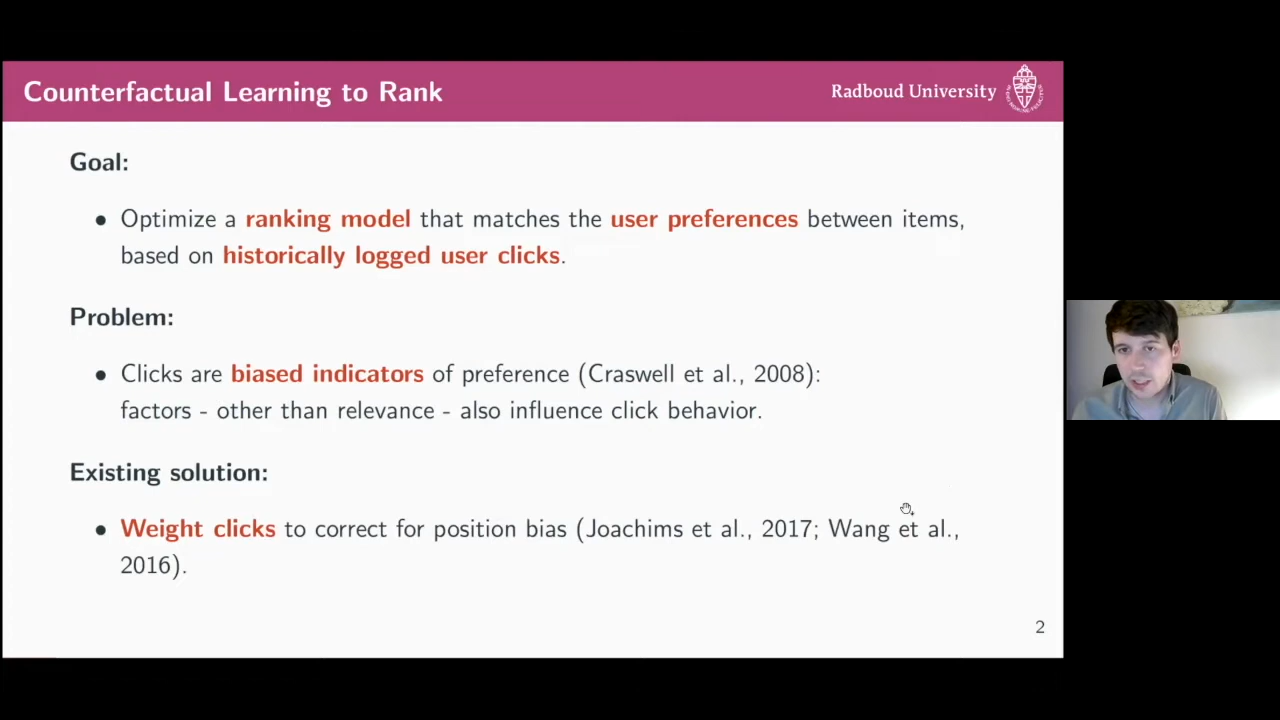 Counterfactual Learning to Rank
Radboud University
Goal:
• Optimize a ranking model that matches the user preferences between items,
based on historically logged user clicks.
Problem:
• Clicks are biased indicators of preference (Craswell et al., 2008):
factors - other than relevance - also influence click behavior.
Existing solution:
• Weight clicks to correct for position bias (Joachims et al., 2017; Wang et al.,
2016).
2